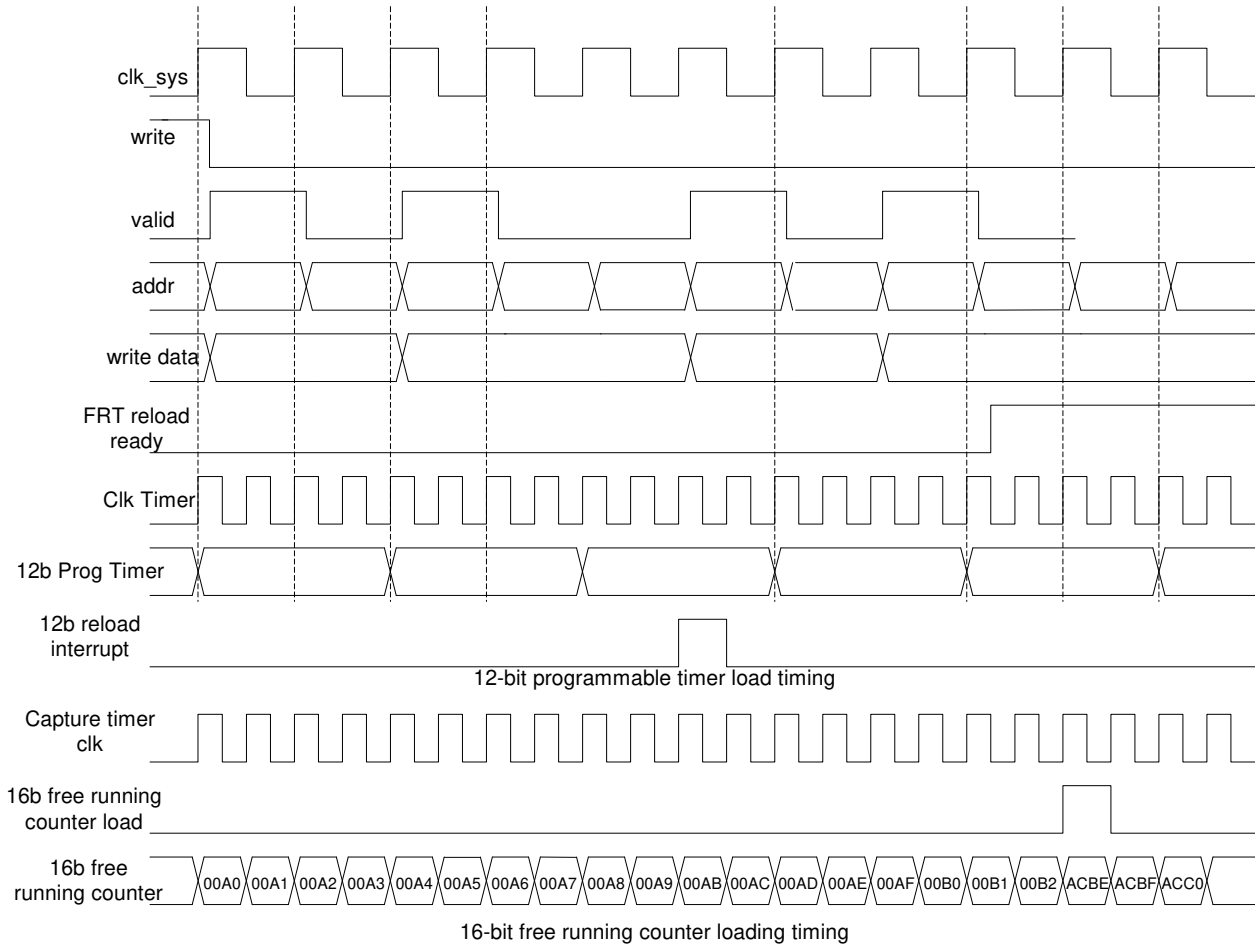 clk_sys
write
valid
addr
write data
FRT reload
ready
Clk Timer
12b Prog Timer
12b reload
interrupt
12-bit programmable timer load timing
Capture timer
clk
16b free running
counter load
16b free
running counter
00A0 00A1 00A2 00A3 00A4 00A5 00A6 00A7 00A8 00A9 00AB 00AC 00AD 00AE 00AF 00B0 00B1 00B2 ACBE ACBF ACC0
16-bit free running counter loading timing